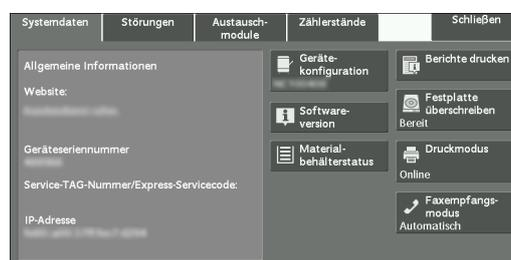 Systemdaten
Störungen
Austausch-
module
Zählerstände
Schließen
Allgemeine Informationen
Website:
Geräteseriennummer
Service-TAG-Nummer/Express-Servicecode:
IP-Adresse
Geräte-
konfiguration
Software-
version
Material-
behälterstatus
Berichte drucken
Festplatte
überschreiben
Bereit
Druckmodus
Online
Faxempfangs-
modus
Automatisch